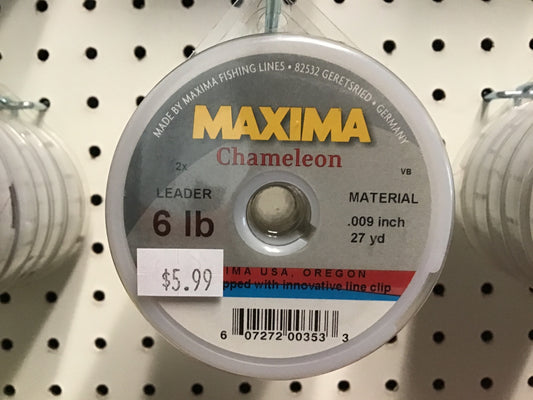 MADE BY MAXIMA FISHING LINES • 82532 GERETSRIED • GERMANY
MAXIMA
Chameleon
2x
VB
LEADER
MATERIAL
6 lb
.009 inch
27 yd
$5.99
IMA USA, OREGON
pped with innovative line clip
6 07272 00353 3